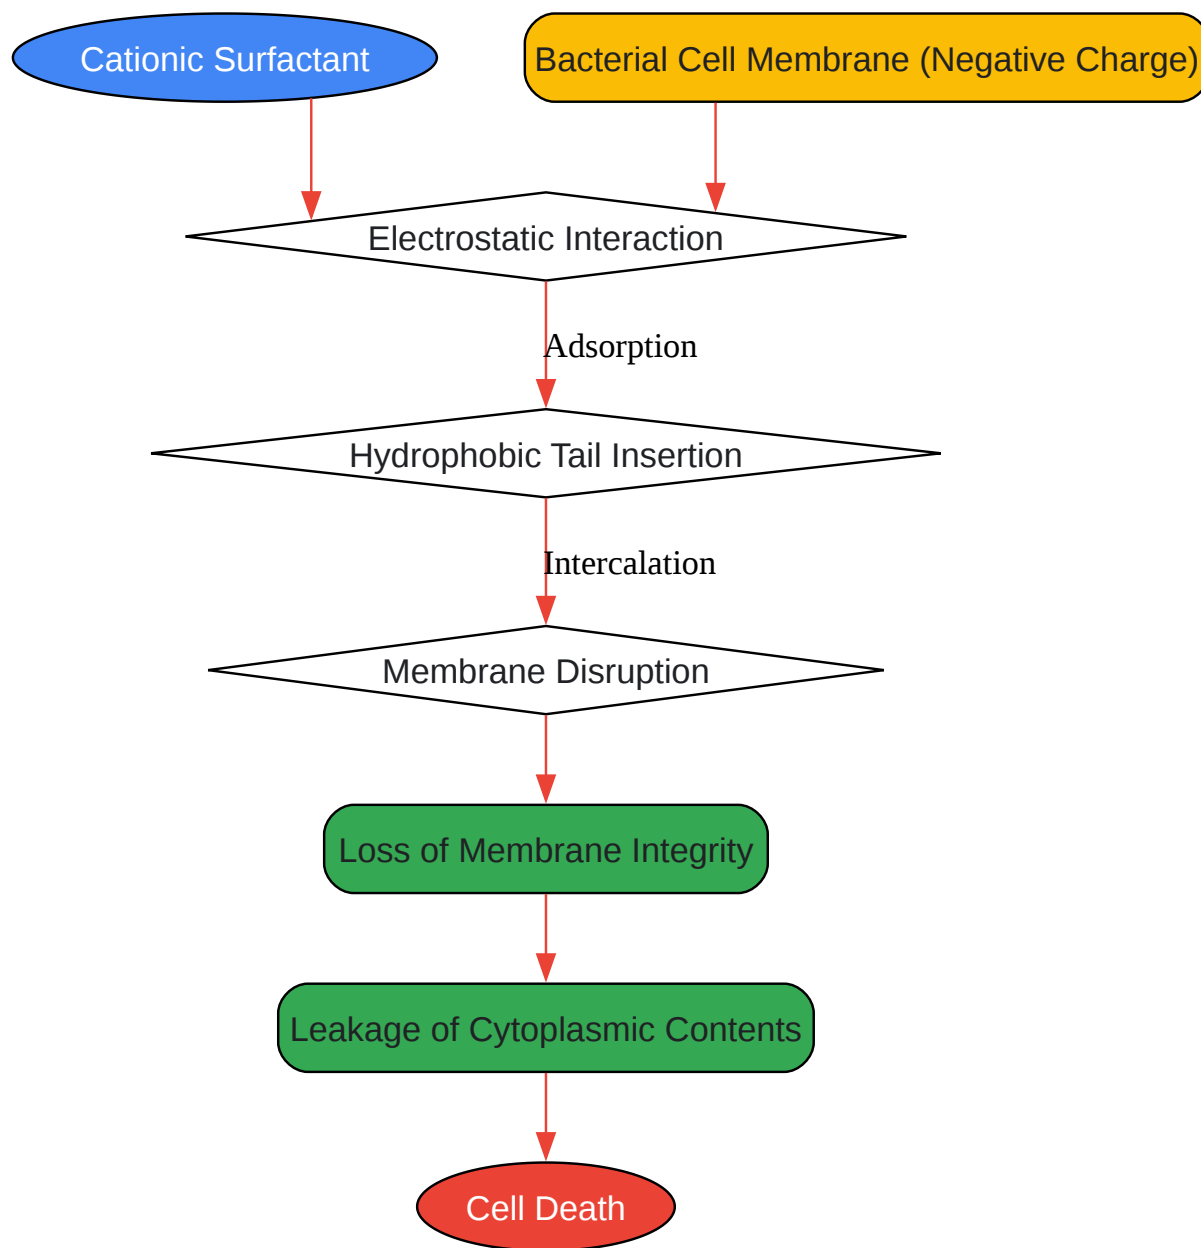 Cationic Surfactant
Bacterial Cell Membrane (Negative Charge)
Electrostatic Interaction
Adsorption
Hydrophobic Tail Insertion
Intercalation
Membrane Disruption
Loss of Membrane Integrity
Leakage of Cytoplasmic Contents
Cell Death